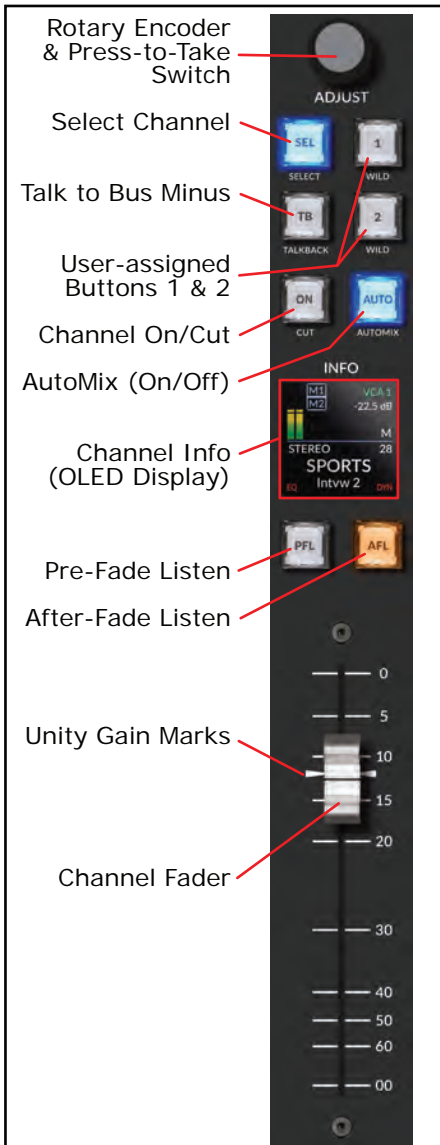 Rotary Encoder
& Press-to-Take
Switch
ADJUST
Select Channel
SEL
1
SELECT
WILD
Talk to Bus Minus
TB
2
TALKBACK
WILD
User-assigned
Buttons 1 & 2
ON
AUTO
Channel On/Cut
CUT
AUTOMIX
AutoMix (On/Off)
INFO
M1
VCA 1
M2
-22.5 dB
M
Channel Info
(OLED Display)
STEREO
28
SPORTS
Intvw 2
EQ
DYN
PFL
AFL
Pre-Fade Listen
After-Fade Listen
0
5
Unity Gain Marks
10
15
20
Channel Fader
30
40
50
60
00